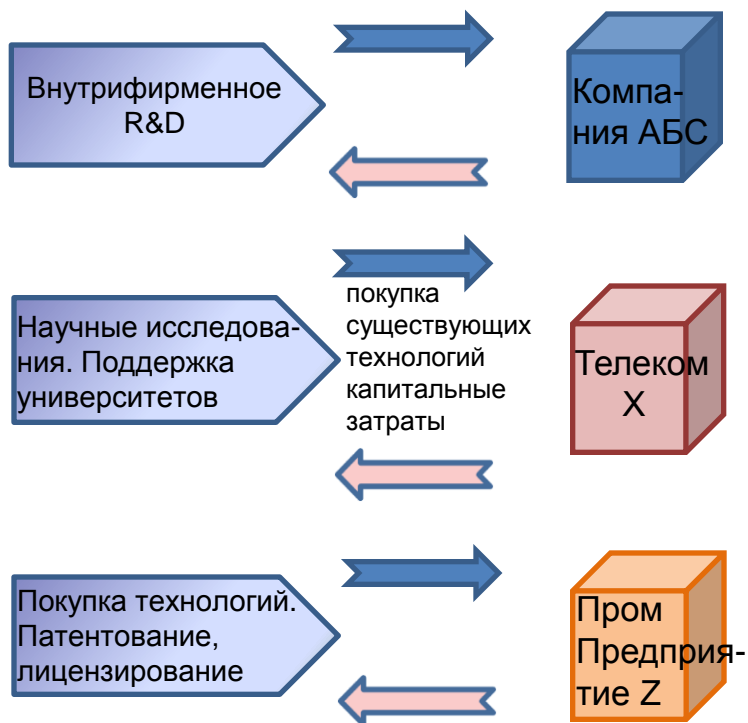 Внутрифирменное
R&D
Компа-
ния АБС
Научные исследова-
ния. Поддержка
университетов
покупка
существующих
технологий
капитальные
затраты
Телеком
X
Покупка технологий.
Патентование,
лицензирование
Пром
Предприя-
тие Z